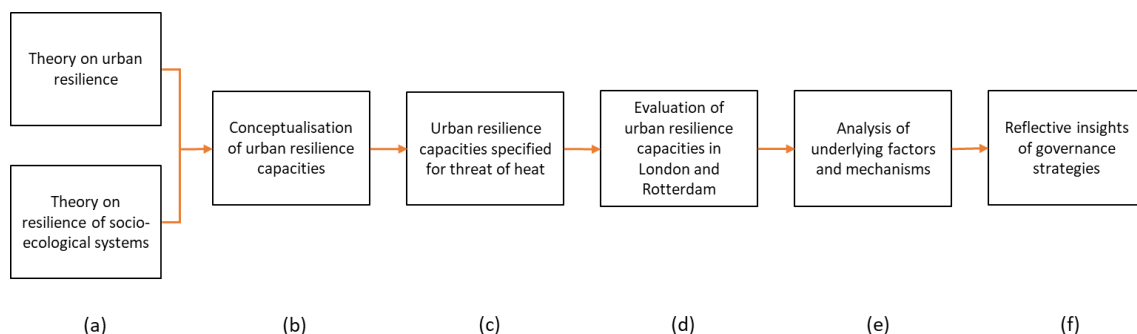 Theory on urban
resilience
Theory on
resilience of socio-
ecological systems
Conceptualisation
of urban resilience
capacities
Urban resilience
capacities specified
for threat of heat
Evaluation of
urban resilience
capacities in
London and
Rotterdam
Analysis of
underlying factors
and mechanisms
Reflective insights
of governance
strategies
(a)
(b)
(c)
(d)
(e)
(f)